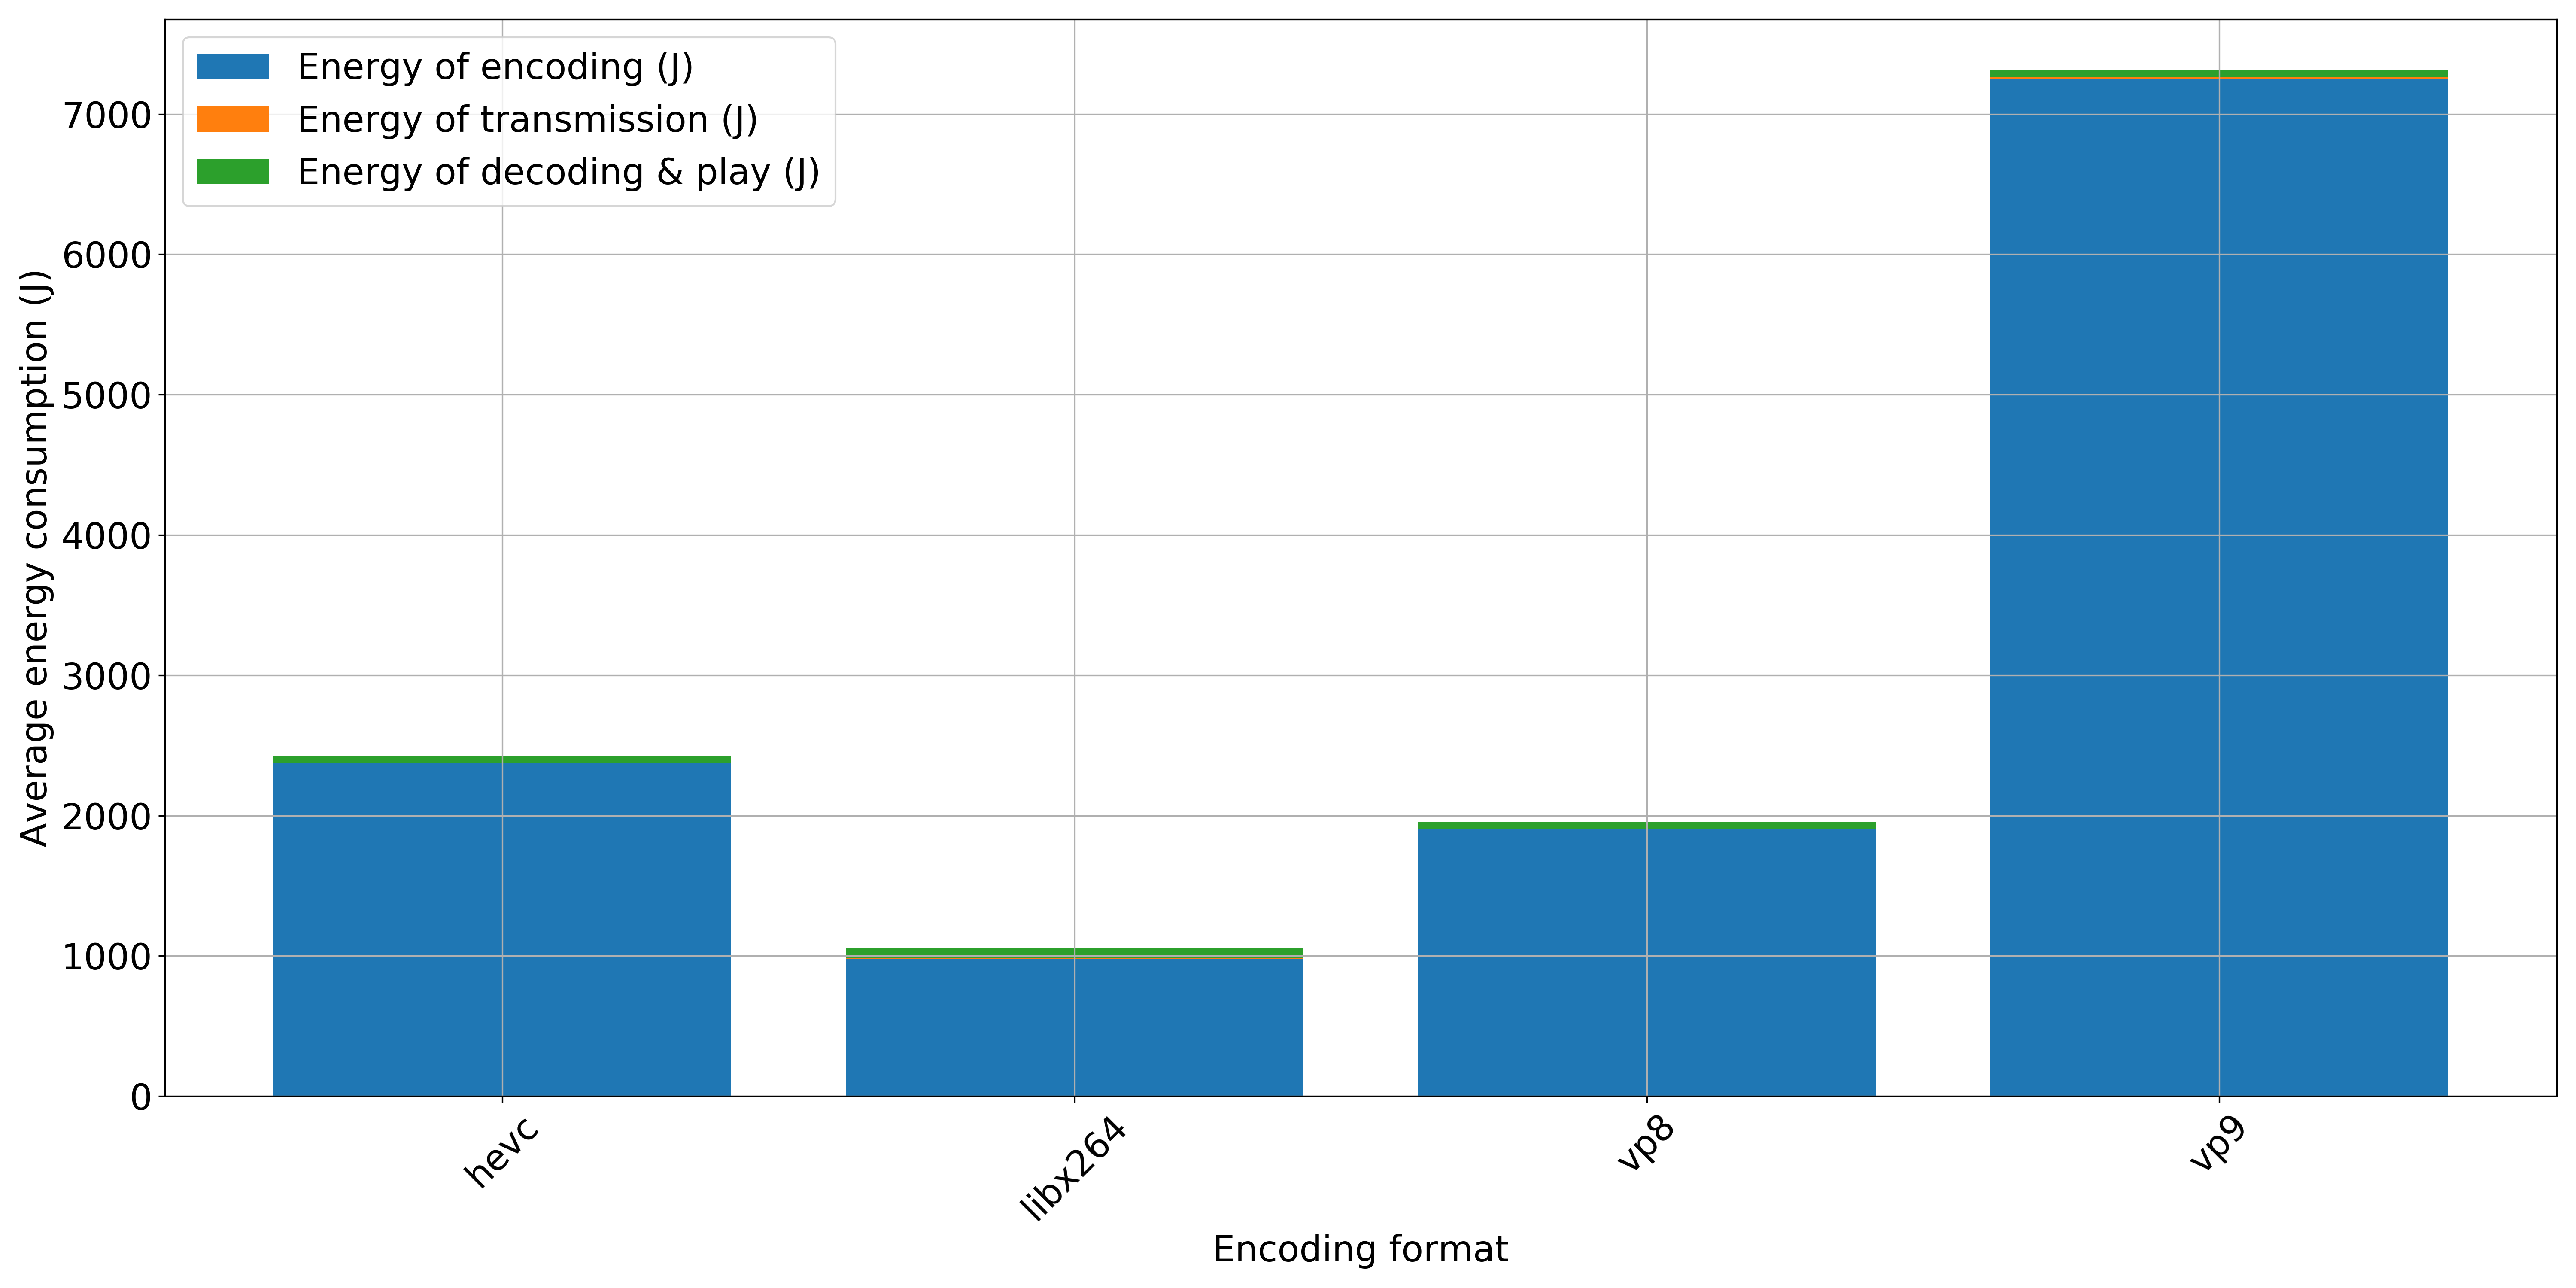 Energy of encoding (J)
Energy of transmission (J)
Energy of decoding & play (J)
Average energy consumption (J)
7000
6000
5000
4000
3000
2000
1000
0
hevc
libx264
vp8
vp9
Encoding format